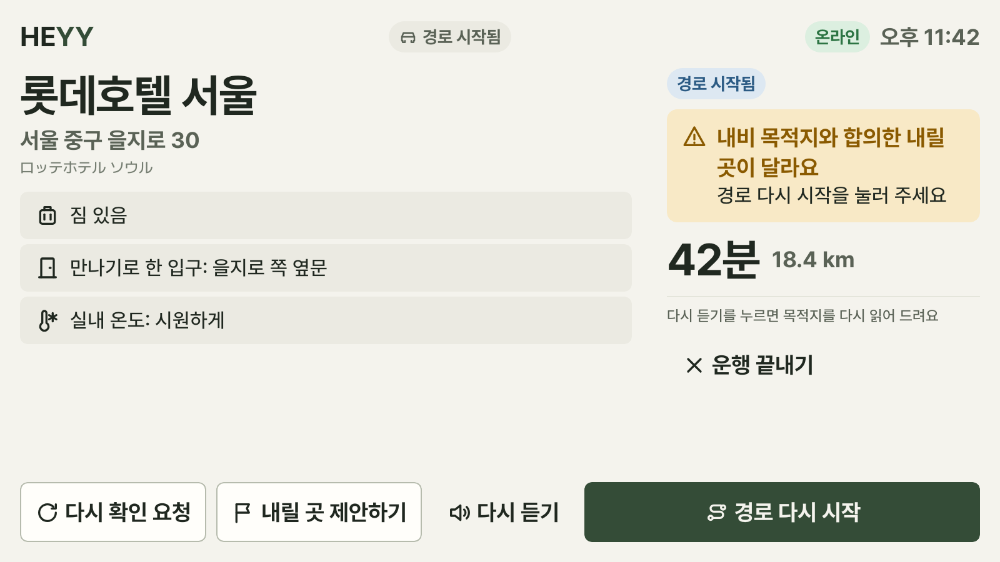 HEYY
경로 시작됨
온라인
오후 11:42
롯데호텔 서울
서울 중구 을지로 30
ロッテホテル ソウル
짐 있음
만나기로 한 입구: 을지로 쪽 옆문
실내 온도: 시원하게
경로 시작됨
내비 목적지와 합의한 내릴
곳이 달라요
경로 다시 시작을 눌러 주세요
42분 18.4 km
다시 듣기를 누르면 목적지를 다시 읽어 드려요
운행 끝내기
다시 확인 요청
내릴 곳 제안하기
다시 듣기
경로 다시 시작